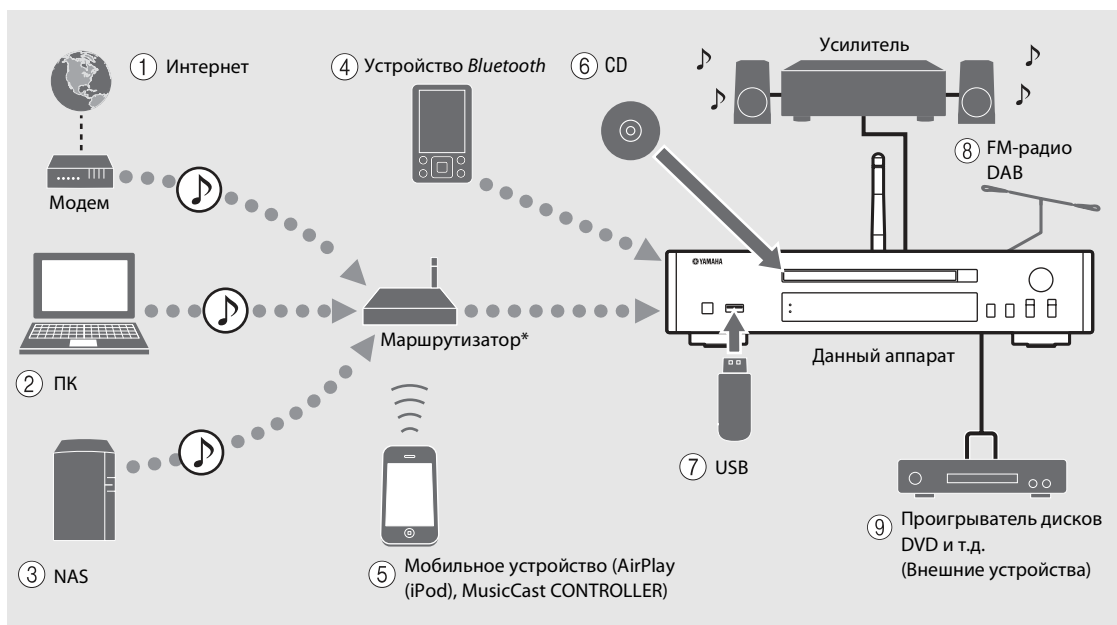 ① Интернет
Модем
② ПК
③ NAS
④ Устройство Bluetooth
Маршрутизатор*
⑤ Мобильное устройство (AirPlay
(iPod), MusicCast CONTROLLER)
⑥ CD
Усилитель
⑧ FM-радио
DAB
YAMAHA
Данный аппарат
⑦ USB
⑨ Проигрыватель дисков
DVD и т.д.
(Внешние устройства)